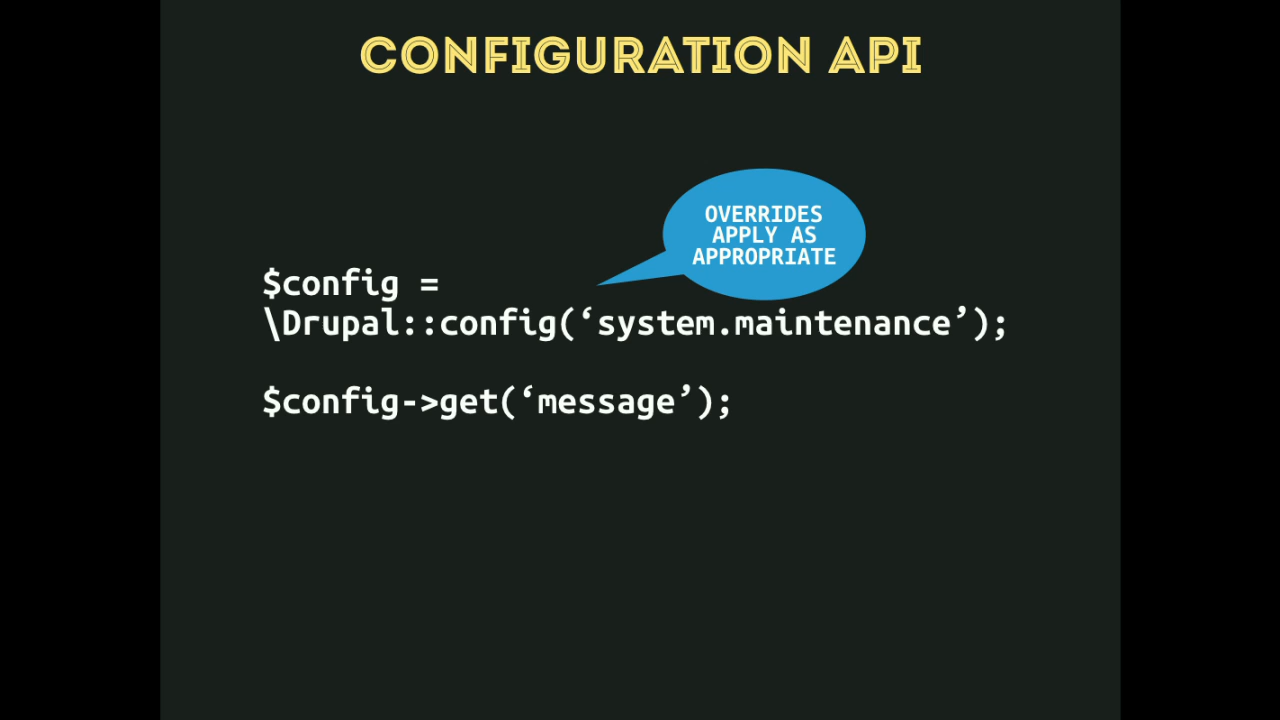 CONFIGURATION API
OVERRIDES
APPLY AS
APPROPRIATE
$config =
\Drupal::config(‘system.maintenance’);
$config->get(‘message’);